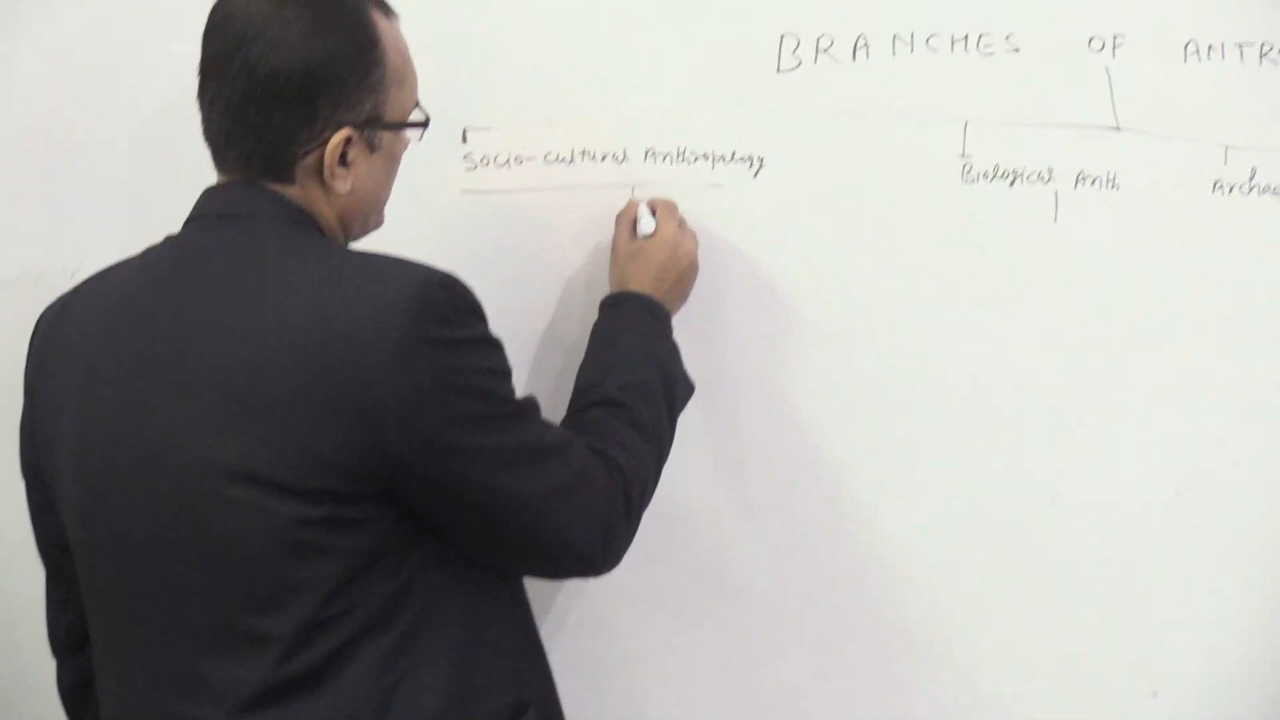 BRANCHES OF ANTR
Socio-cultural Anthropology
Biological Anth
Archae